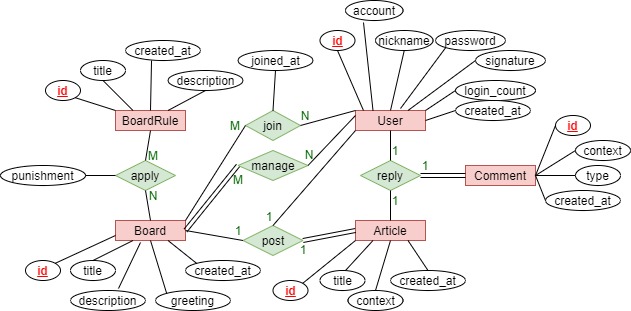 account
id
nickname
password
created_at
joined_at
signature
title
description
id
login_count
created_at
BoardRule
M
join
N
User
id
M
N
1
context
punishment
apply
manage
reply
1
Comment
type
M
N
1
created_at
Board
1
1
post
1
Article
id
title
created_at
title
created_at
description
greeting
id
context